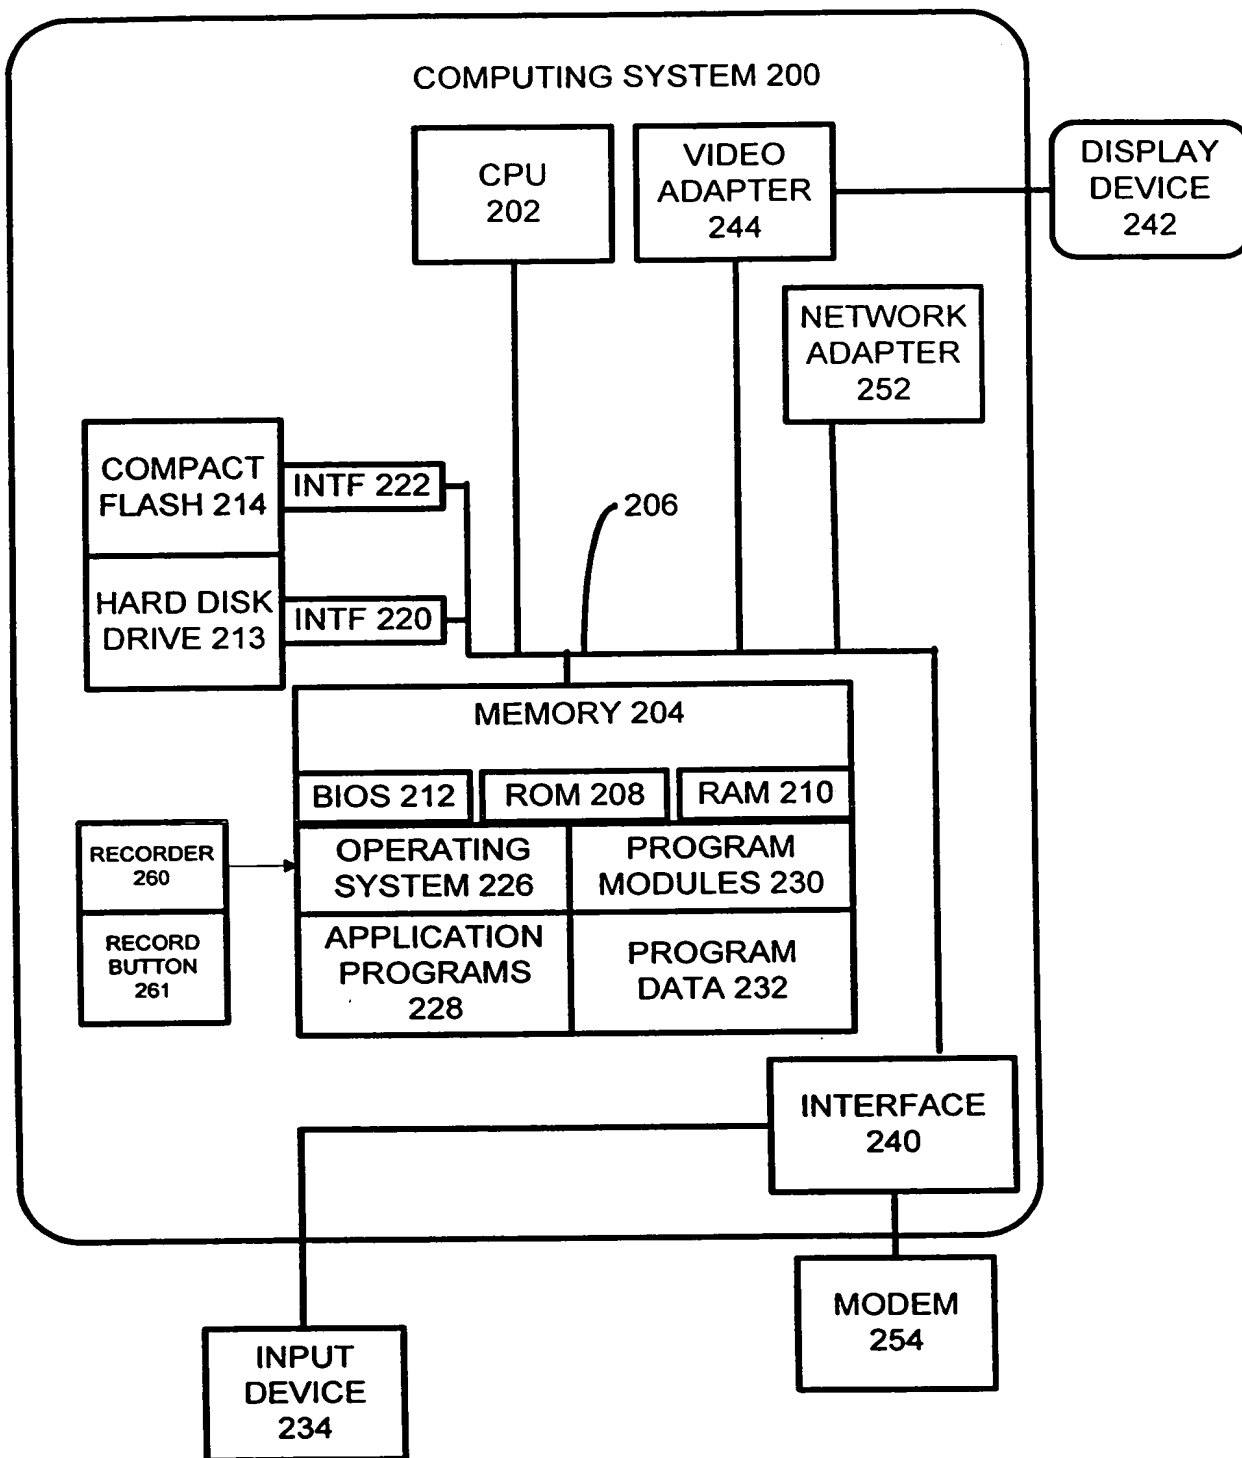 COMPUTING SYSTEM 200
CPU
202
VIDEO
ADAPTER
244
DISPLAY
DEVICE
242
NETWORK
ADAPTER
252
COMPACT
FLASH 214
INTF 222
206
HARD DISK
DRIVE 213
INTF 220
MEMORY 204
BIOS 212
ROM 208
RAM 210
RECORDER
260
OPERATING
SYSTEM 226
PROGRAM
MODULES 230
RECORD
BUTTON
261
APPLICATION
PROGRAMS
228
PROGRAM
DATA 232
INTERFACE
240
MODEM
254
INPUT
DEVICE
234